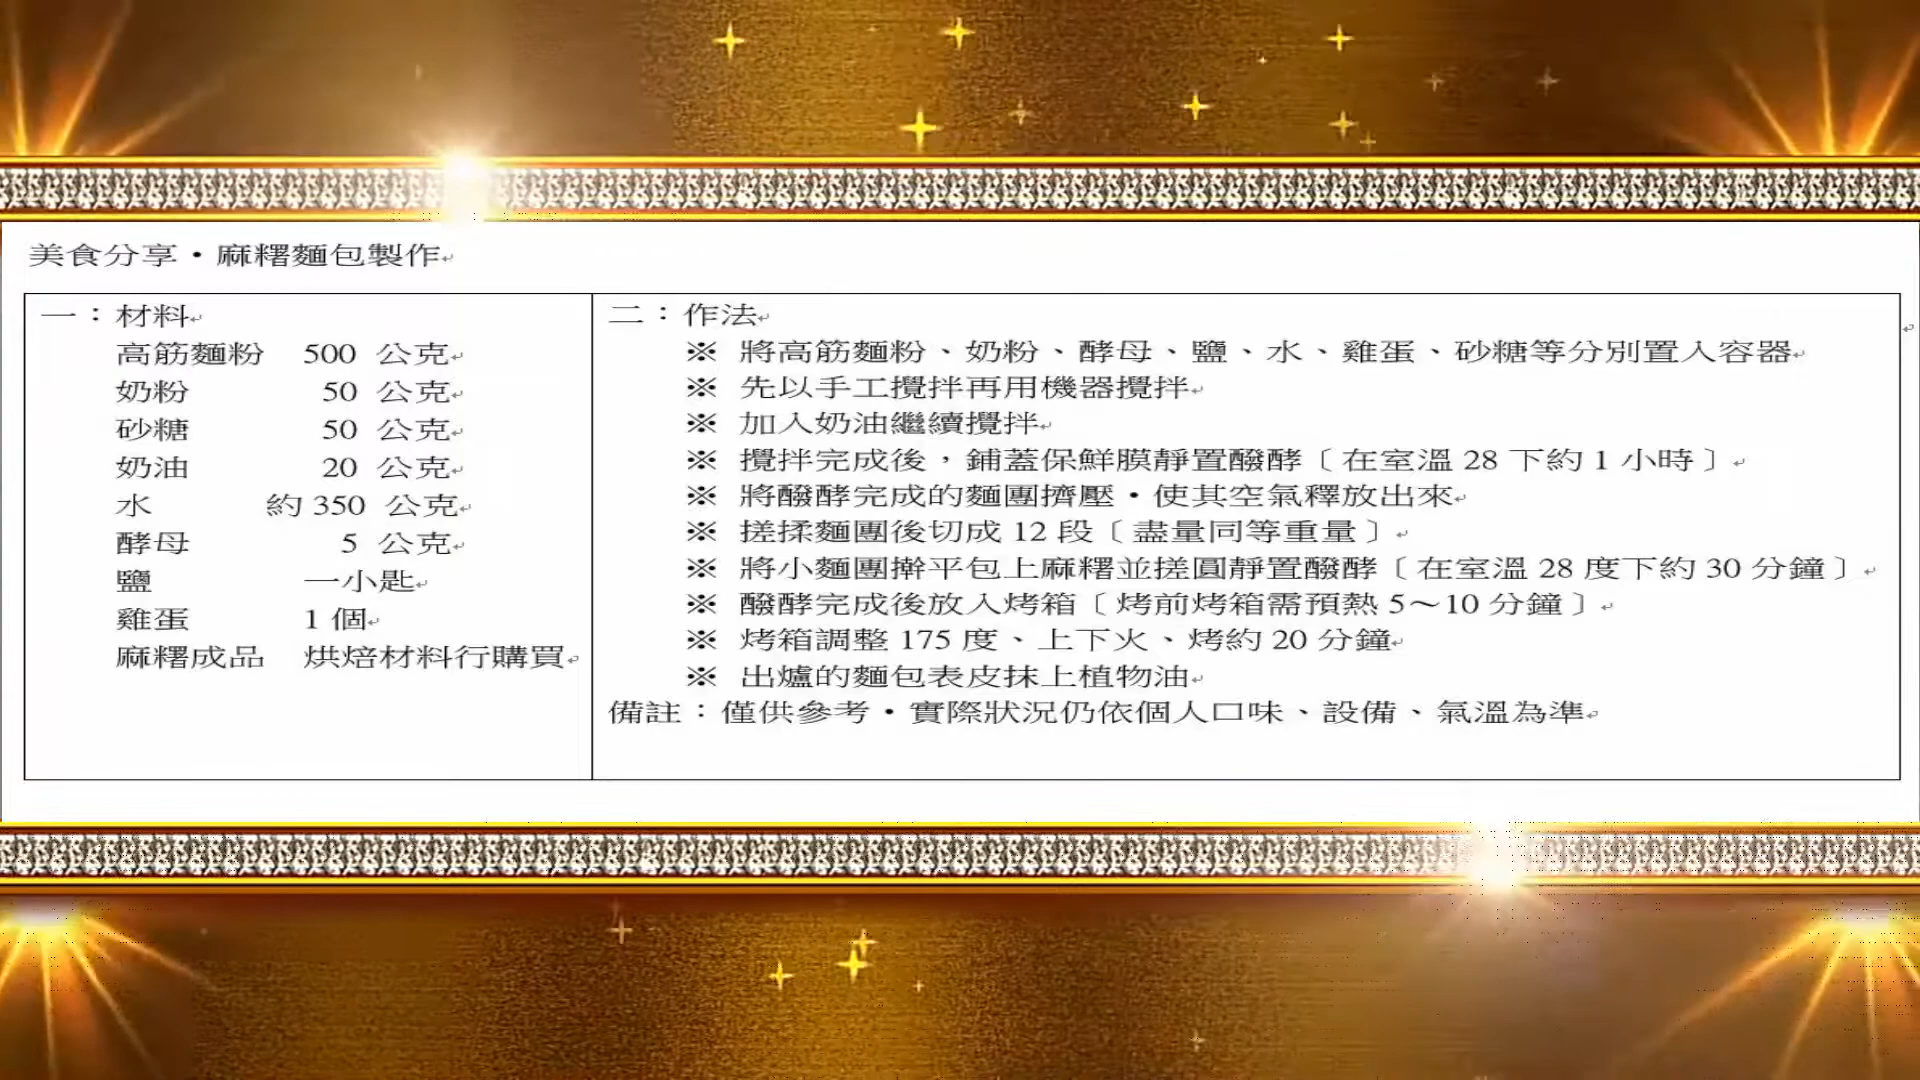 美食分享・麻糬麵包製作
一：材料
高筋麵粉 500 公克
奶粉 50 公克
砂糖 50 公克
奶油 20 公克
水 約 350 公克
酵母 5 公克
鹽 一小匙
雞蛋 1 個
麻糬成品 烘焙材料行購買
二：作法
※ 將高筋麵粉、奶粉、酵母、鹽、水、雞蛋、砂糖等分別置入容器
※ 先以手工攪拌再用機器攪拌
※ 加入奶油繼續攪拌
※ 攪拌完成後，鋪蓋保鮮膜靜置醱酵〔在室溫 28 下約 1 小時〕
※ 將醱酵完成的麵團擠壓・使其空氣釋放出來
※ 搓揉麵團後切成 12 段〔盡量同等重量〕
※ 將小麵團擀平包上麻糬並搓圓靜置醱酵〔在室溫 28 度下約 30 分鐘〕
※ 醱酵完成後放入烤箱〔烤前烤箱需預熱 5～10 分鐘〕
※ 烤箱調整 175 度、上下火、烤約 20 分鐘
※ 出爐的麵包表皮抹上植物油
備註：僅供參考・實際狀況仍依個人口味、設備、氣溫為準